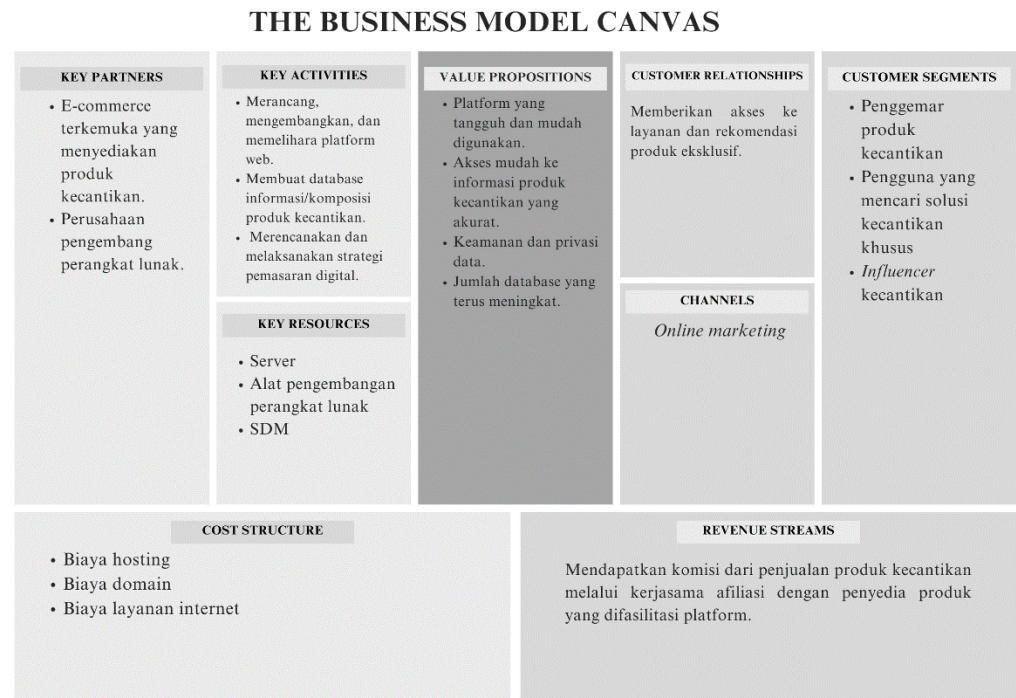 THE BUSINESS MODEL CANVAS
KEY PARTNERS
• E-commerce
terkemuka yang
menyediakan
produk
kecantikan.
• Perusahaan
pengembang
perangkat lunak.
KEY ACTIVITIES
• Merancang,
mengembangkan, dan
memelihara platform
web.
• Membuat database
informasi/komposisi
produk kecantikan.
• Merencanakan dan
melaksanakan strategi
pemasaran digital.
KEY RESOURCES
• Server
• Alat pengembangan
perangkat lunak
• SDM
VALUE PROPOSITIONS
• Platform yang
tangguh dan mudah
digunakan.
• Akses mudah ke
informasi produk
kecantikan yang
akurat.
• Keamanan dan privasi
data.
• Jumlah database yang
terus meningkat.
CUSTOMER RELATIONSHIPS
Memberikan akses ke
layanan dan rekomendasi
produk eksklusif.
CHANNELS
Online marketing
CUSTOMER SEGMENTS
• Penggemar
produk
kecantikan
• Pengguna yang
mencari solusi
kecantikan
khusus
• Influencer
kecantikan
COST STRUCTURE
• Biaya hosting
• Biaya domain
• Biaya layanan internet
REVENUE STREAMS
Mendapatkan komisi dari penjualan produk kecantikan
melalui kerjasama afiliasi dengan penyedia produk
yang difasilitasi platform.